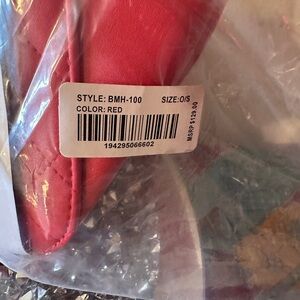 STYLE: BMH-100 SIZE:O/S
COLOR: RED
194295066602
MSRP $129.00